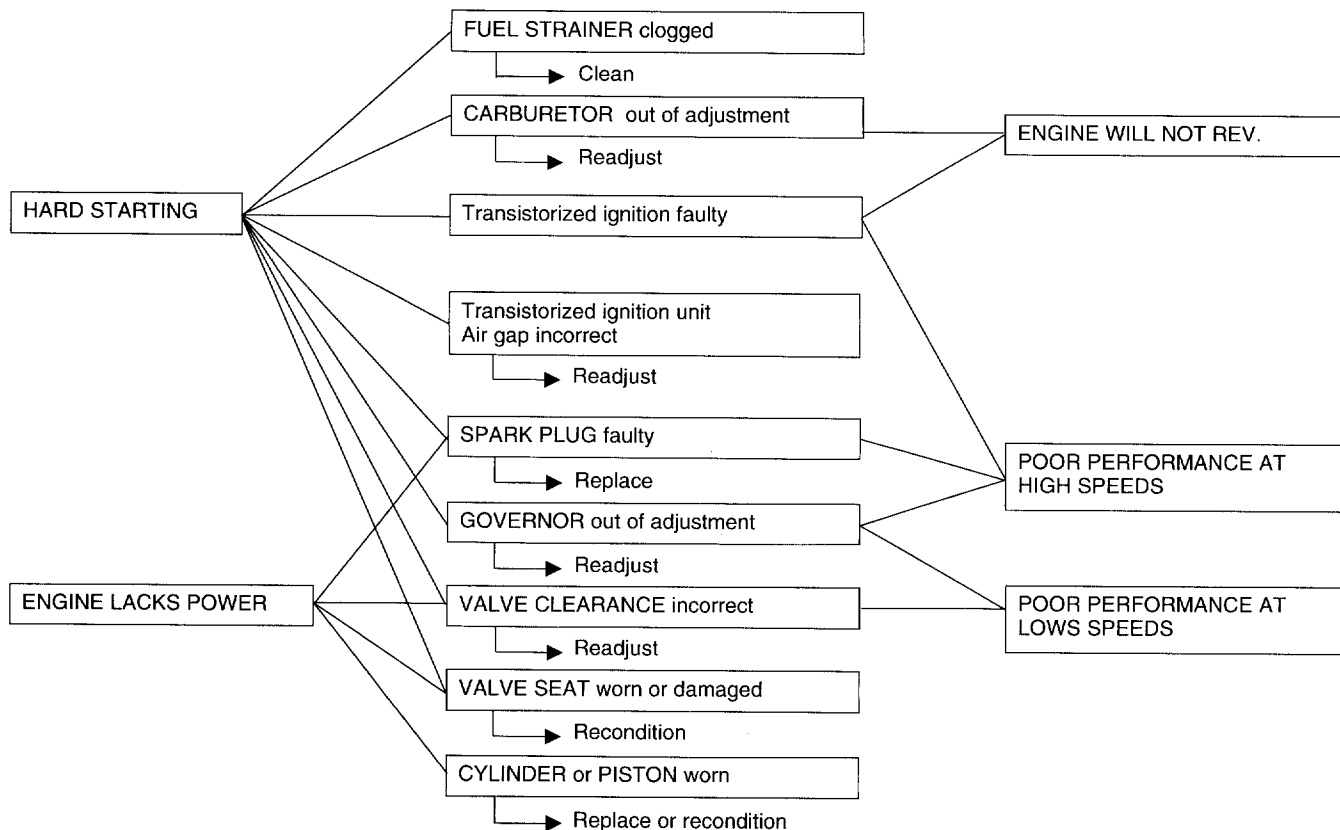 FUEL STRAINER clogged
Clean
CARBURETOR out of adjustment
Readjust
ENGINE WILL NOT REV.
HARD STARTING
Transistorized ignition faulty
Transistorized ignition unit
Air gap incorrect
Readjust
SPARK PLUG faulty
Replace
POOR PERFORMANCE AT
HIGH SPEEDS
GOVERNOR out of adjustment
Readjust
ENGINE LACKS POWER
VALVE CLEARANCE incorrect
Readjust
POOR PERFORMANCE AT
LOWS SPEEDS
VALVE SEAT worn or damaged
Recondition
CYLINDER or PISTON worn
Replace or recondition